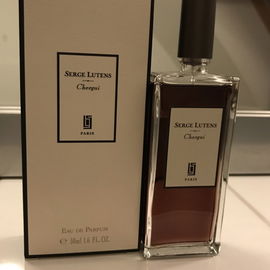 SERGE LUTENS
Chergui
PARIS
EAU DE PARFUM
℮ 50ml 1.6 FL.OZ.
SERGE LUTENS
Chergui
PARIS